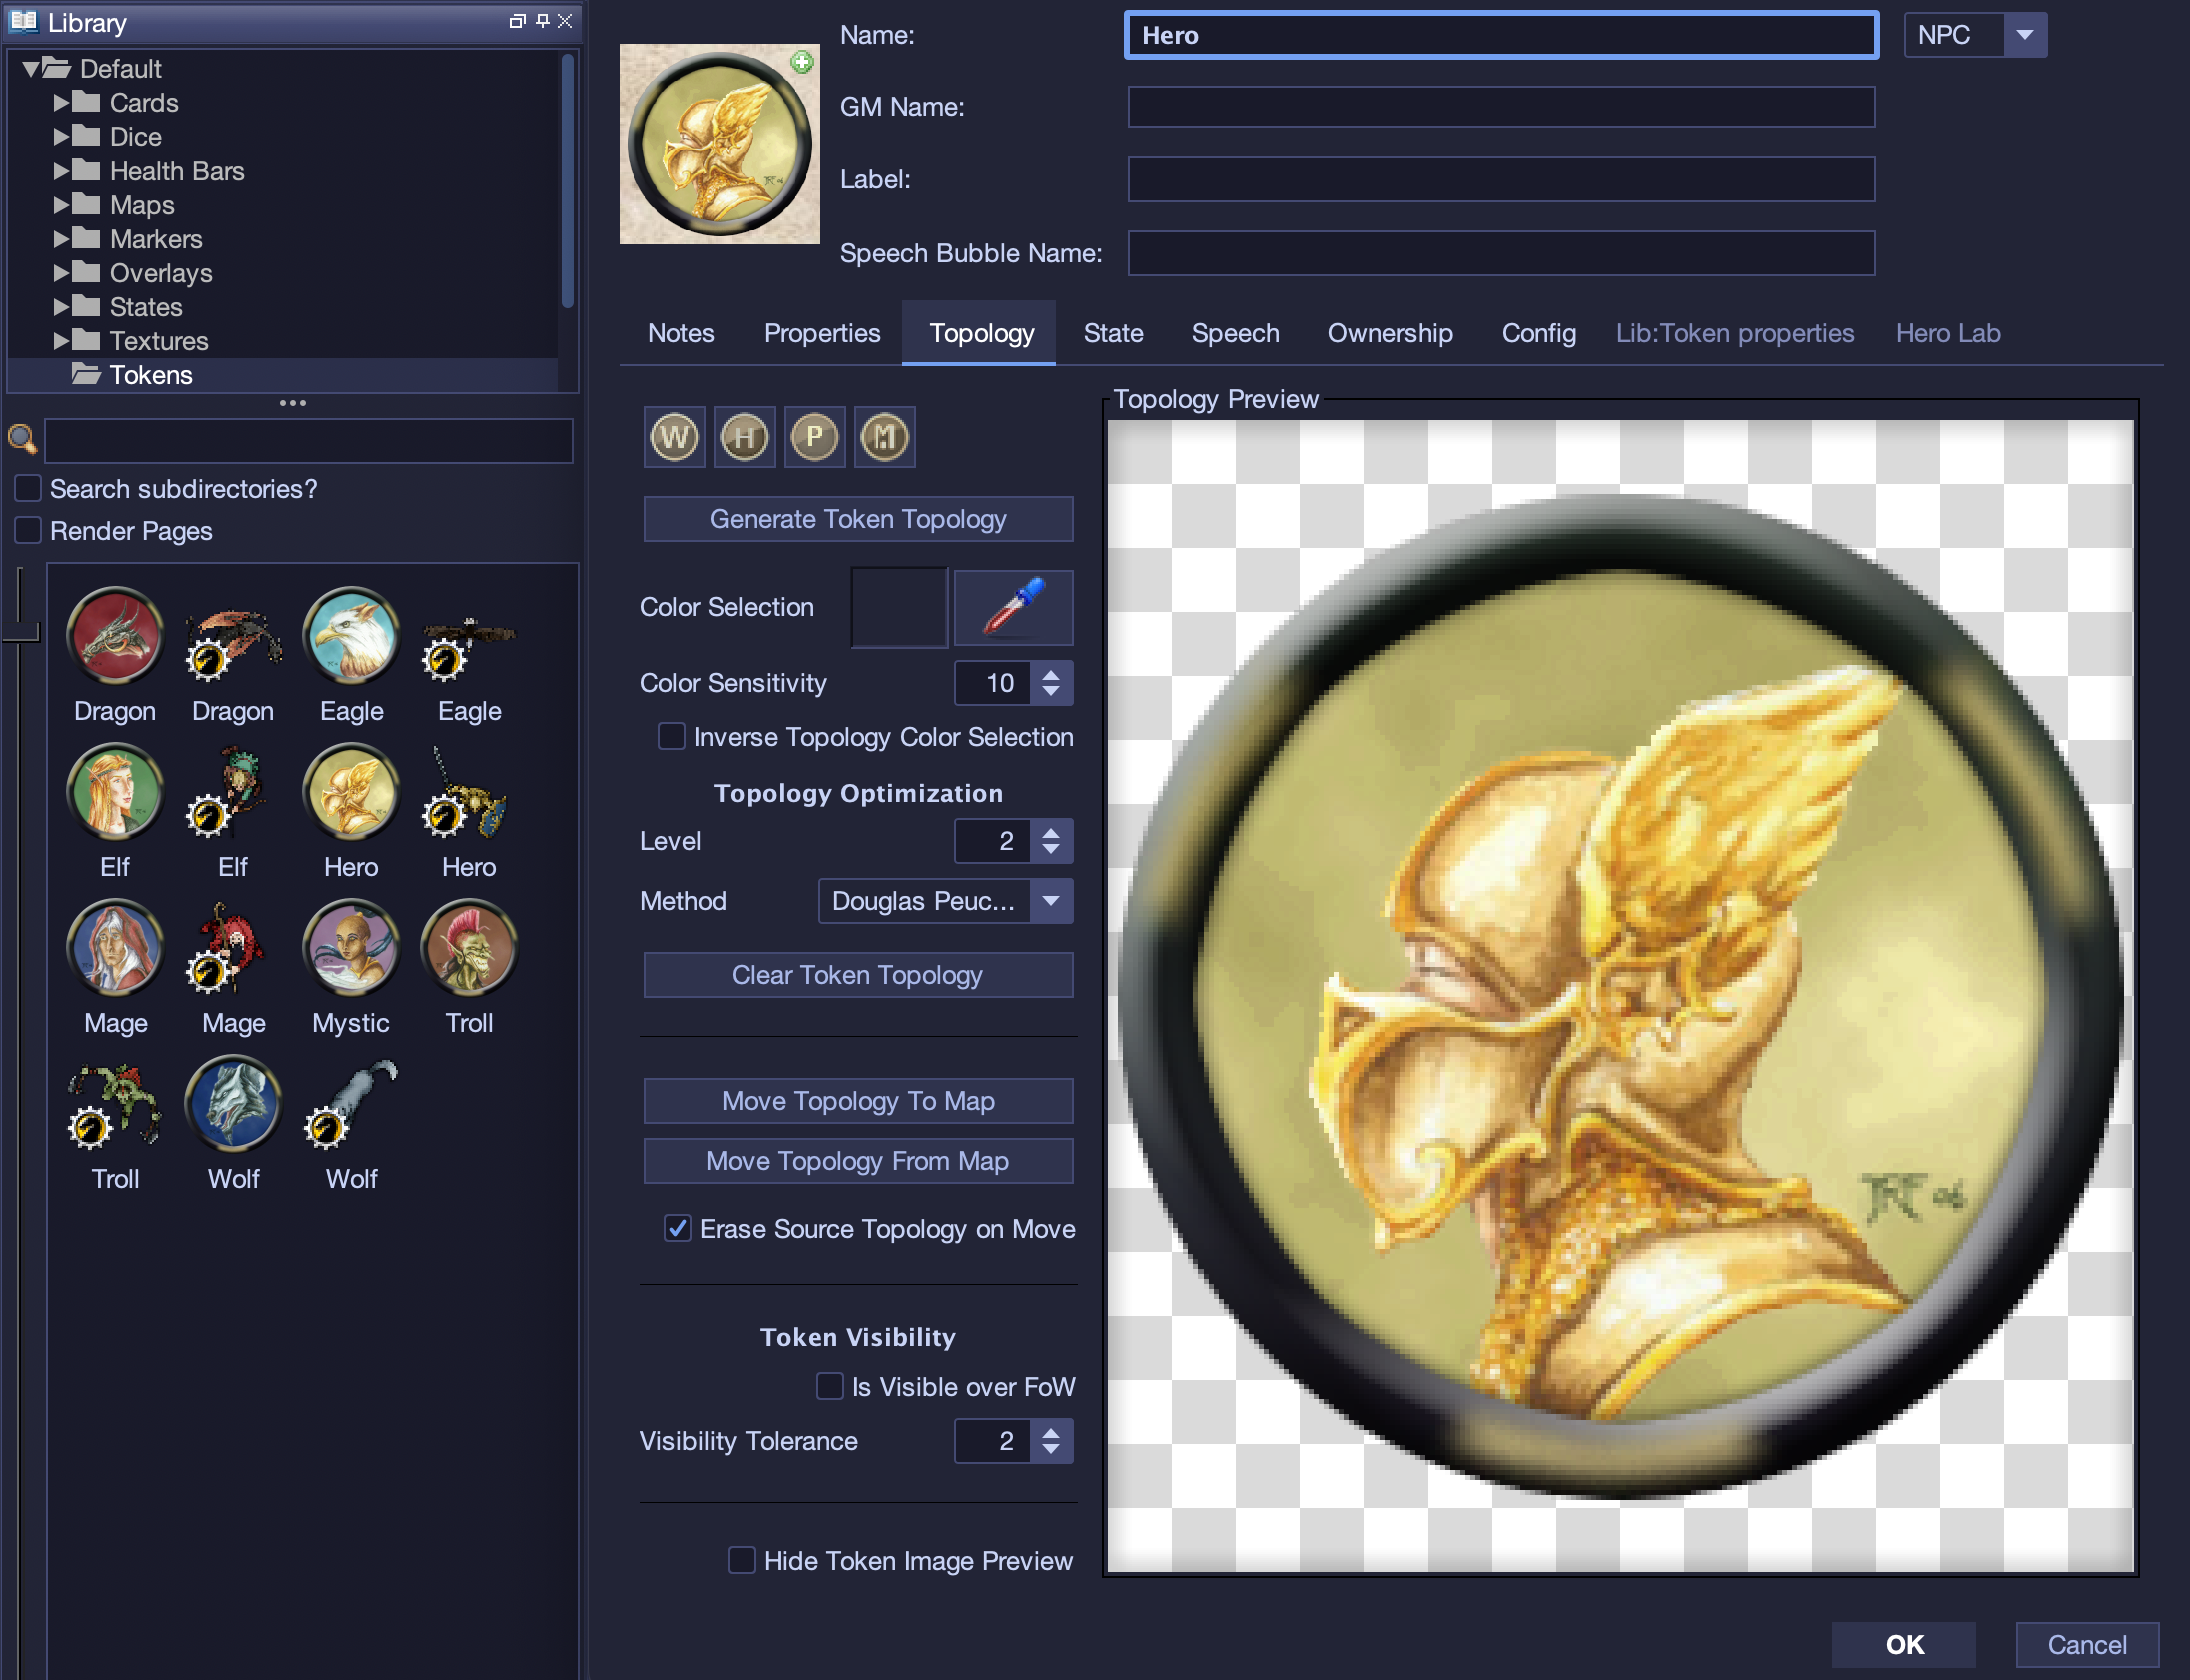 Library
Default
Cards
Dice
Health Bars
Maps
Markers
Overlays
States
Textures
Tokens
Search subdirectories?
Render Pages
Dragon Dragon Eagle Eagle
Elf Elf Hero Hero
Mage Mage Mystic Troll
Troll Wolf Wolf
Name: Hero NPC
GM Name:
Label:
Speech Bubble Name:
Notes Properties Topology State Speech Ownership Config Lib:Token properties Hero Lab
W H P M
Generate Token Topology
Color Selection
Color Sensitivity 10
Inverse Topology Color Selection
Topology Optimization
Level 2
Method Douglas Peuc...
Clear Token Topology
Move Topology To Map
Move Topology From Map
Erase Source Topology on Move
Token Visibility
Is Visible over FoW
Visibility Tolerance 2
Hide Token Image Preview
Topology Preview
OK Cancel